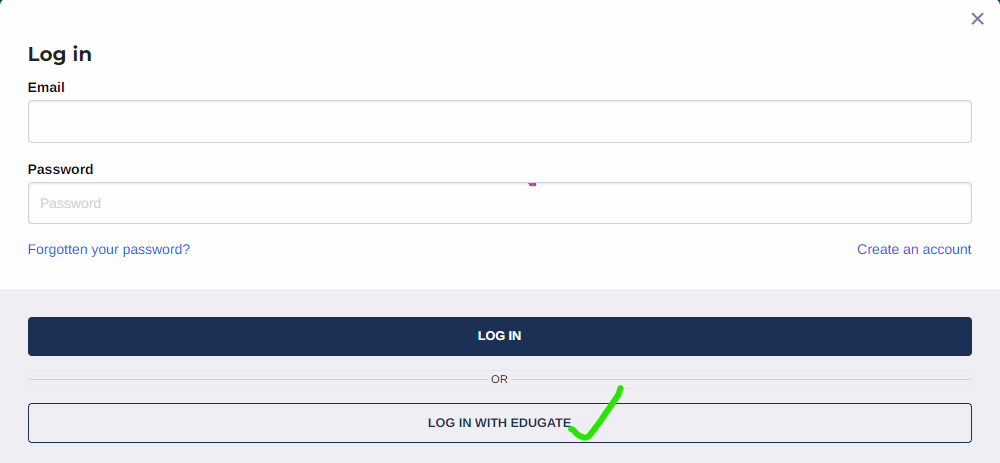 Log in
Email
Password
Password
Forgotten your password? Create an account
LOG IN
OR
LOG IN WITH EDUGATE